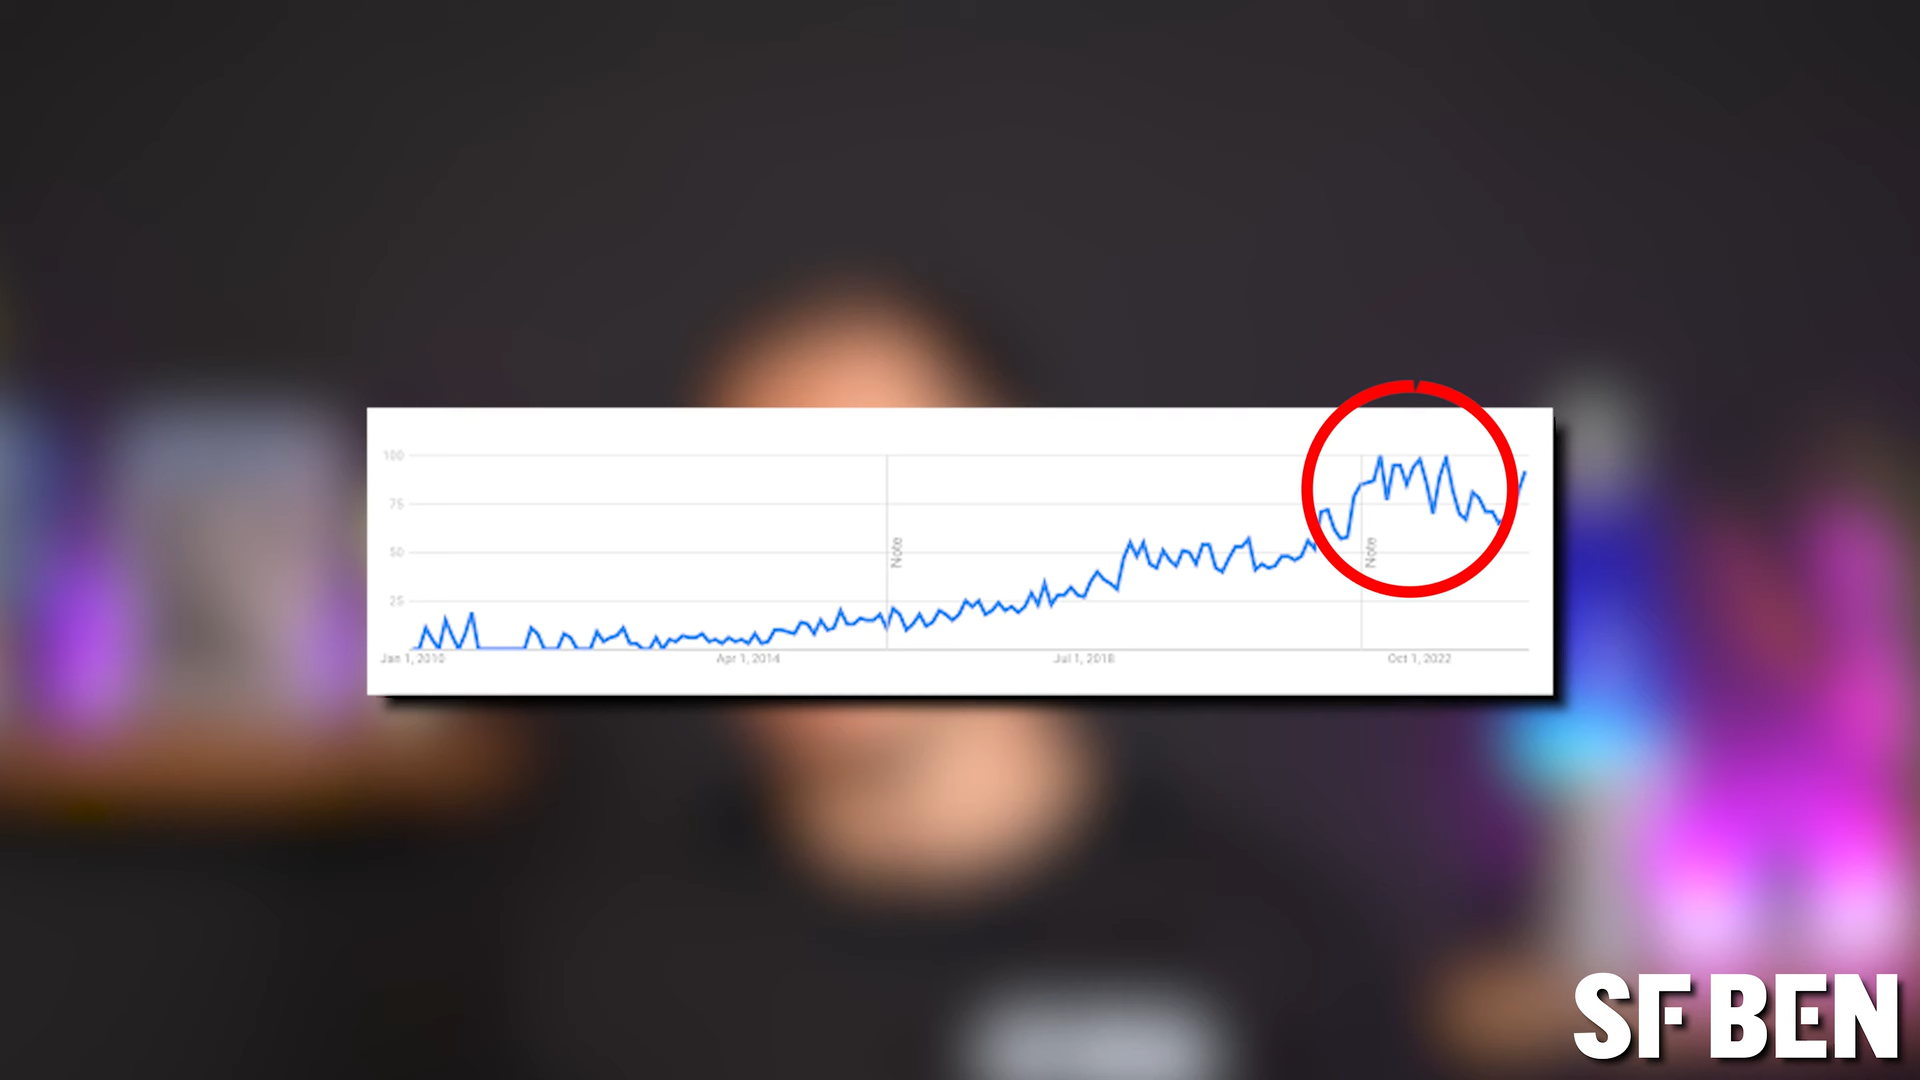 100
75
50
25
Note
Note
Jan 1, 2010
Apr 1, 2014
Jul 1, 2018
Oct 1, 2022
SF BEN